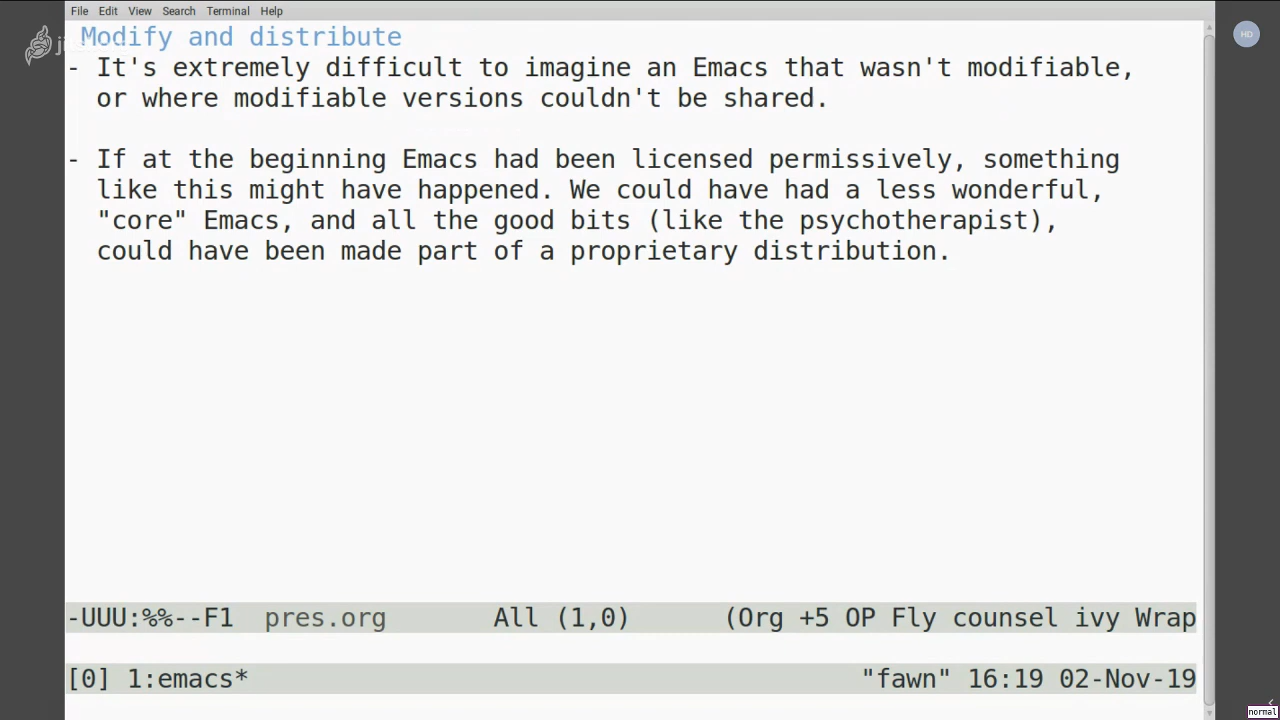 File Edit View Search Terminal Help
Modify and distribute
- It's extremely difficult to imagine an Emacs that wasn't modifiable,
or where modifiable versions couldn't be shared.
- If at the beginning Emacs had been licensed permissively, something
like this might have happened. We could have had a less wonderful,
"core" Emacs, and all the good bits (like the psychotherapist),
could have been made part of a proprietary distribution.
-UUU:%%--F1 pres.org All (1,0) (Org +5 OP Fly counsel ivy Wrap
[0] 1:emacs* "fawn" 16:19 02-Nov-19
HD
normal